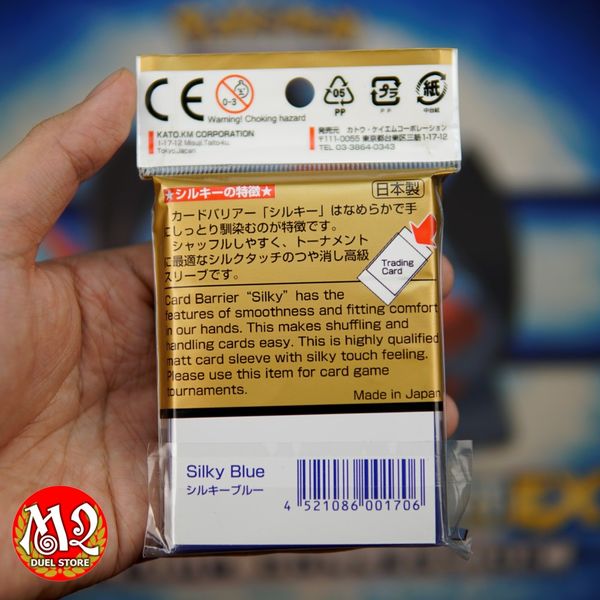 CE
0-3
05
PP
プラ
P P
紙
中台紙
Warning! Choking hazard
KATO.KM CORPORATION
1-17-12 Misuji,Taito-ku,
Tokyo,Japan
発売元 カトウ・ケイエムコーポレーション
〒111-0055 東京都台東区三筋1-17-12
TEL 03-3864-0343
★シルキーの特徴★
日本製
カードバリアー「シルキー」はなめらかで手
にしっとり馴染むのが特徴です。
シャッフルしやすく、トーナメント
に最適なシルクタッチのつや消し高級
スリーブです。
Trading
Card
Card Barrier “Silky” has the
features of smoothness and fitting comfort
in our hands. This makes shuffling and
handling cards easy. This is highly qualified
matt card sleeve with silky touch feeling.
Please use this item for card game
tournaments.
Made in Japan
Silky Blue
シルキーブルー
4 521086 001706
M2
DUEL STORE